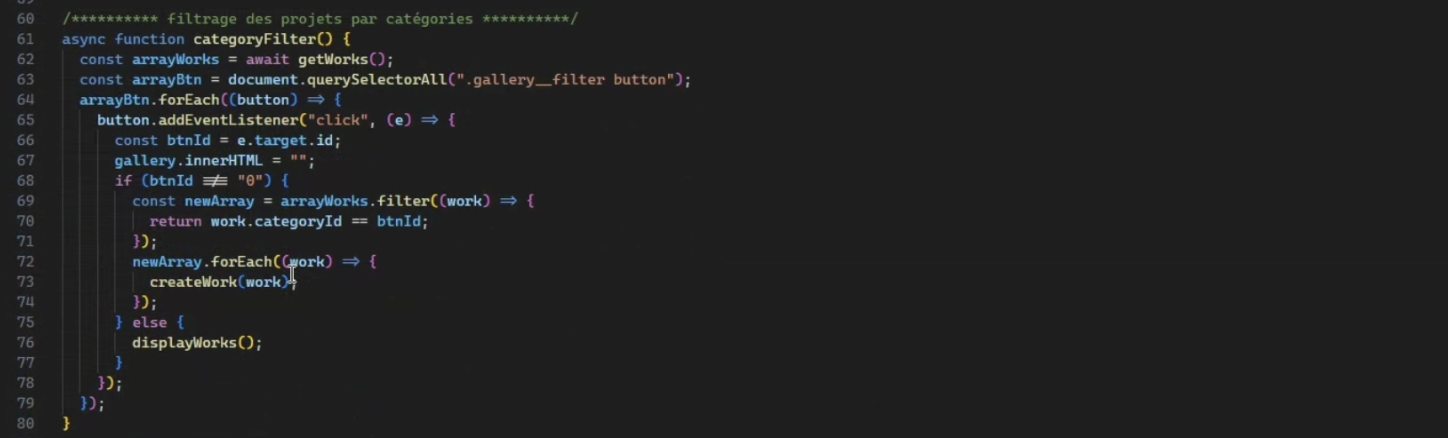 60 /********** filtrage des projets par catégories **********/
61 async function categoryFilter() {
62 const arrayWorks = await getWorks();
63 const arrayBtn = document.querySelectorAll(".gallery__filter button");
64 arrayBtn.forEach((button) => {
65 button.addEventListener("click", (e) => {
66 const btnId = e.target.id;
67 gallery.innerHTML = "";
68 if (btnId !== "0") {
69 const newArray = arrayWorks.filter((work) => {
70 return work.categoryId == btnId;
71 });
72 newArray.forEach((work) => {
73 createWork(work);
74 });
75 } else {
76 displayWorks();
77 }
78 });
79 });
80 }